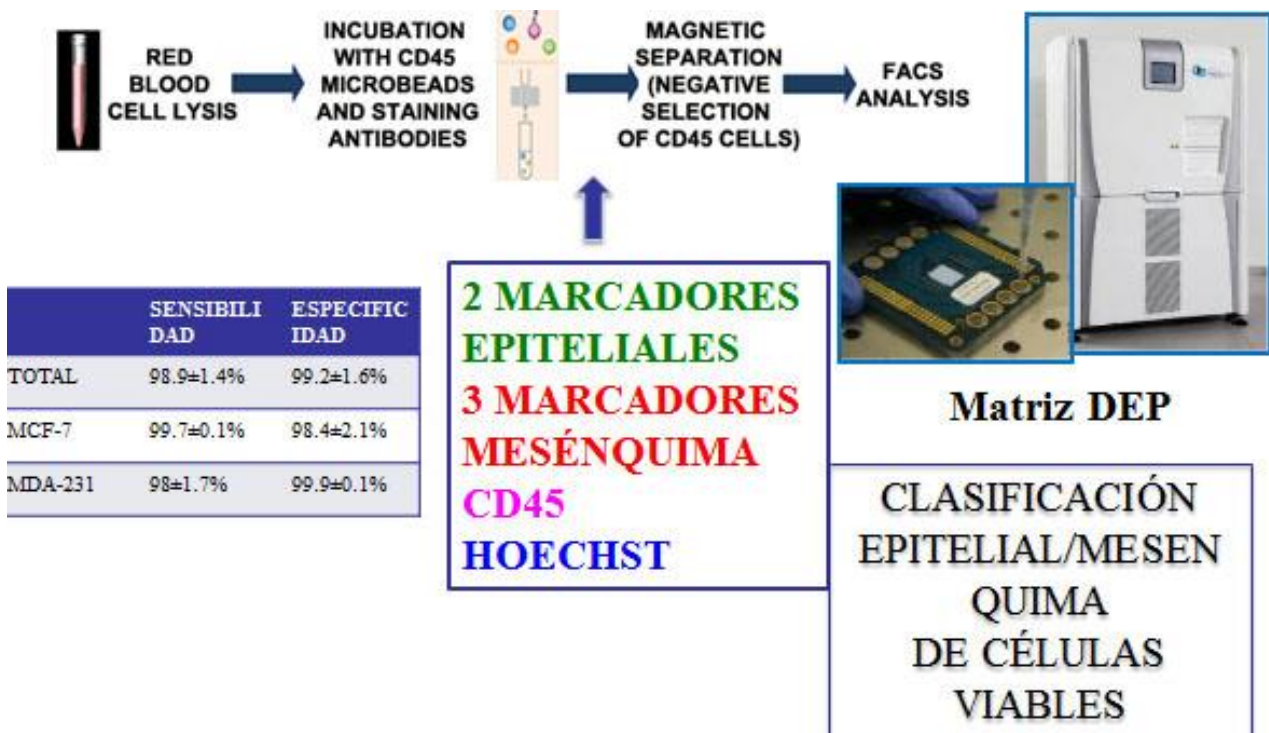 RED
BLOOD
CELL LYSIS
INCUBATION
WITH CD45
MICROBEADS
AND STAINING
ANTIBODIES
MAGNETIC
SEPARATION
(NEGATIVE
SELECTION
OF CD45 CELLS)
FACS
ANALYSIS
SENSIBILI
DAD
ESPECIFIC
IDAD
TOTAL 98.9±1.4% 99.2±1.6%
MCF-7 99.7±0.1% 98.4±2.1%
MDA-231 98±1.7% 99.9±0.1%
2 MARCADORES
EPITELIALES
3 MARCADORES
MESÉNQUIMA
CD45
HOECHST
Matriz DEP
CLASIFICACIÓN
EPITELIAL/MESEN
QUIMA
DE CÉLULAS
VIABLES